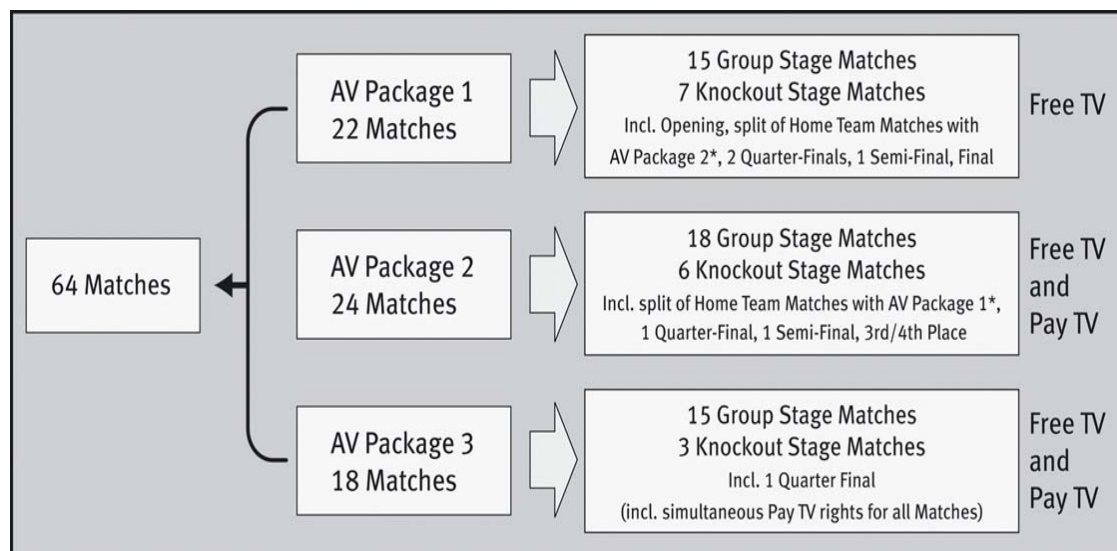 64 Matches
AV Package 1
22 Matches
15 Group Stage Matches
7 Knockout Stage Matches
Incl. Opening, split of Home Team Matches with
AV Package 2*, 2 Quarter-Finals, 1 Semi-Final, Final
Free TV
AV Package 2
24 Matches
18 Group Stage Matches
6 Knockout Stage Matches
Incl. split of Home Team Matches with AV Package 1*,
1 Quarter-Final, 1 Semi-Final, 3rd/4th Place
Free TV
and
Pay TV
AV Package 3
18 Matches
15 Group Stage Matches
3 Knockout Stage Matches
Incl. 1 Quarter Final
(incl. simultaneous Pay TV rights for all Matches)
Free TV
and
Pay TV